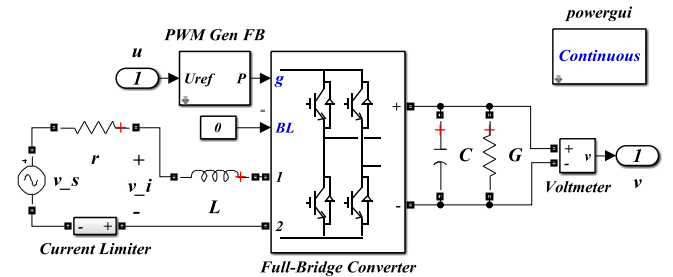 powergui
Continuous
PWM Gen FB
u
1
Uref
P
g
-
0
BL
+
r
+
v_s
v_i
-
L
1
2
- +
Current Limiter
Full-Bridge Converter
+
-
C
G
+
-
v
Voltmeter
1
v